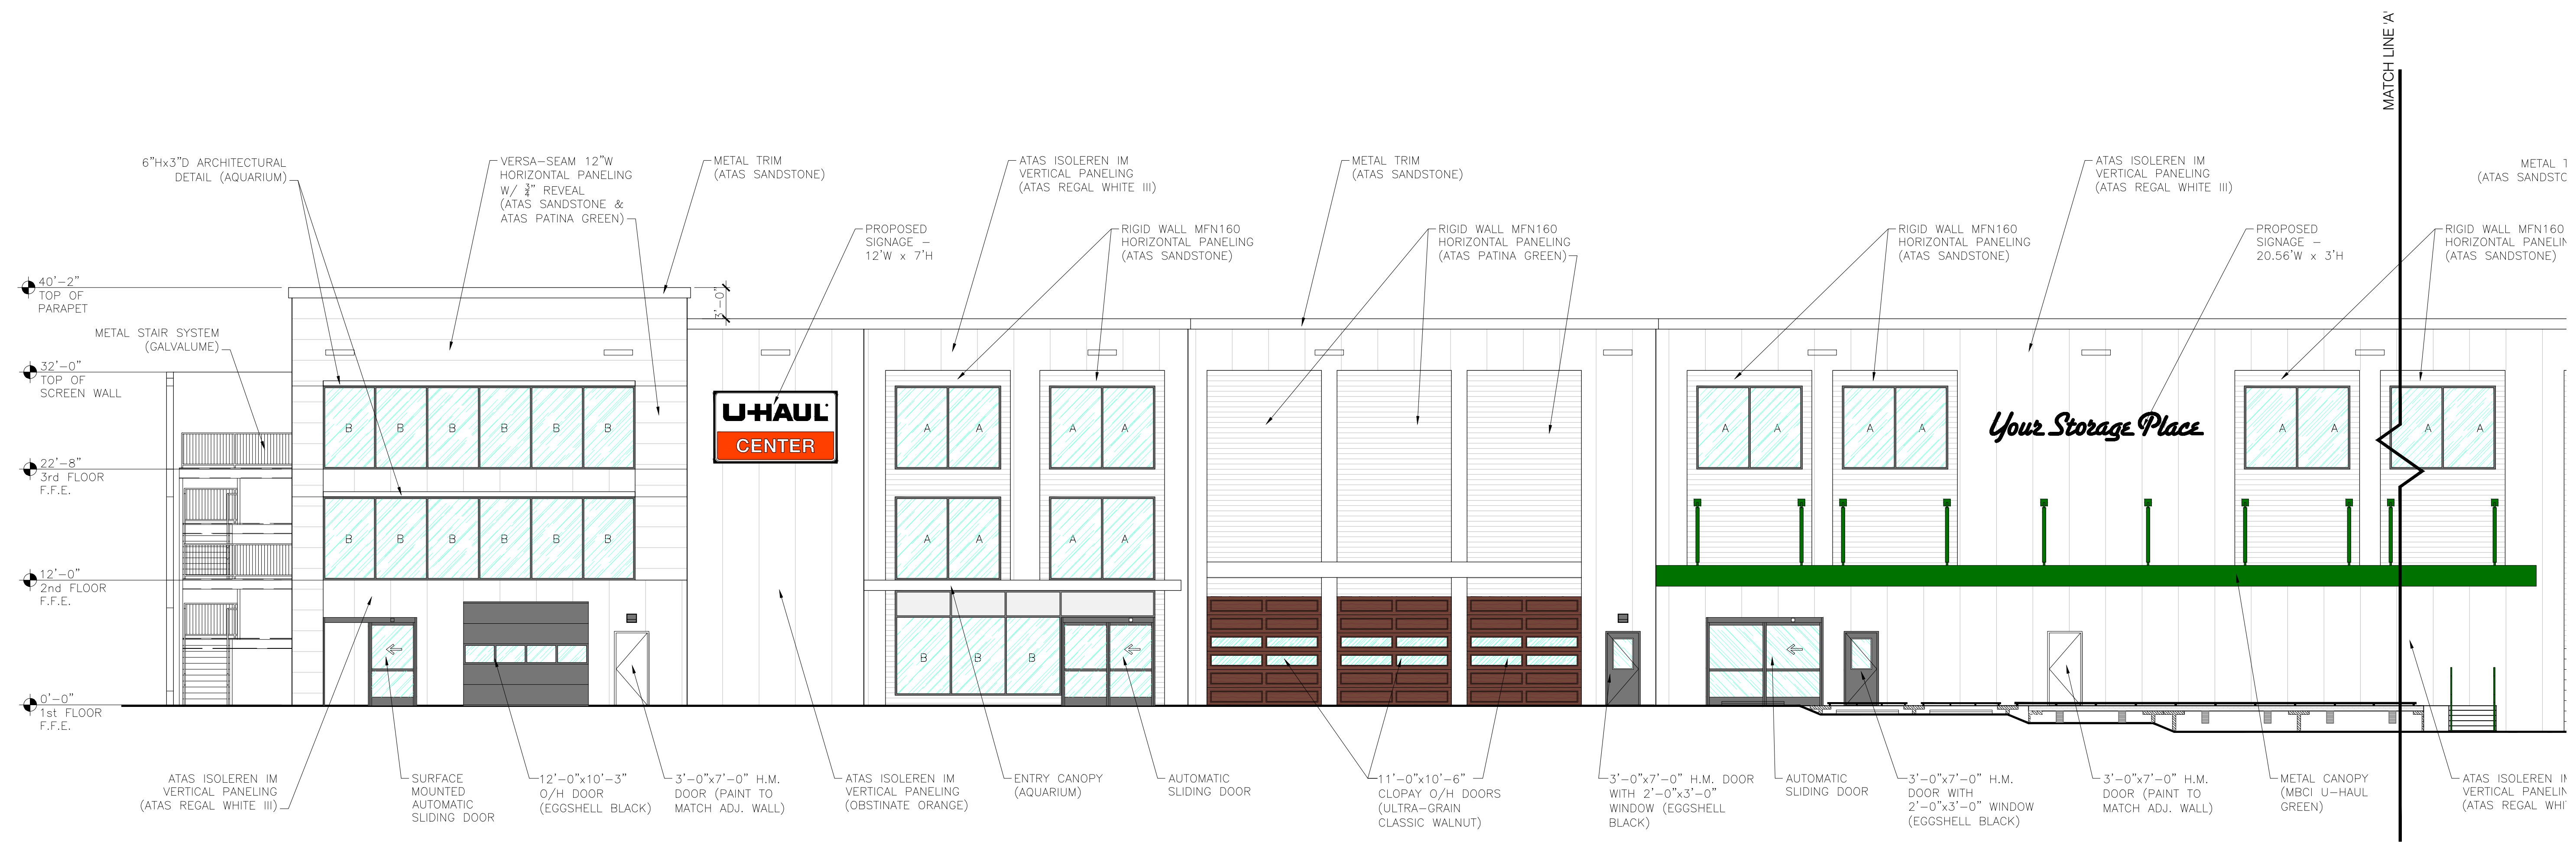 MATCH LINE 'A'
6"Hx3"D ARCHITECTURAL
DETAIL (AQUARIUM)
VERSA-SEAM 12"W
HORIZONTAL PANELING
W/ 3/4" REVEAL
(ATAS SANDSTONE &
ATAS PATINA GREEN)
METAL TRIM
(ATAS SANDSTONE)
ATAS ISOLEREN IM
VERTICAL PANELING
(ATAS REGAL WHITE III)
METAL TRIM
(ATAS SANDSTONE)
ATAS ISOLEREN IM
VERTICAL PANELING
(ATAS REGAL WHITE III)
METAL
(ATAS
PROPOSED
SIGNAGE -
12'W x 7'H
RIGID WALL MFN160
HORIZONTAL PANELING
(ATAS SANDSTONE)
RIGID WALL MFN160
HORIZONTAL PANELING
(ATAS PATINA GREEN)
RIGID WALL MFN160
HORIZONTAL PANELING
(ATAS SANDSTONE)
PROPOSED
SIGNAGE -
20.56'W x 3'H
RIGID WALL MFN160
HORIZONTAL
(ATAS SANDSTONE)
40'-2"
TOP OF
PARAPET
3'-0"
METAL STAIR SYSTEM
(GALVALUME)
32'-0"
TOP OF
SCREEN WALL
U-HAUL
CENTER
Your Storage Place
B B B B B B
A A A A
A A A A A A A A
22'-8"
3rd FLOOR
F.F.E.
B B B B B B
A A A A
12'-0"
2nd FLOOR
F.F.E.
B B B
0'-0"
1st FLOOR
F.F.E.
ATAS ISOLEREN IM
VERTICAL PANELING
(ATAS REGAL WHITE III)
SURFACE
MOUNTED
AUTOMATIC
SLIDING DOOR
12'-0"x10'-3"
O/H DOOR
(EGGSHELL BLACK)
3'-0"x7'-0" H.M.
DOOR (PAINT TO
MATCH ADJ. WALL)
ATAS ISOLEREN IM
VERTICAL PANELING
(OBSTINATE ORANGE)
ENTRY CANOPY
(AQUARIUM)
AUTOMATIC
SLIDING DOOR
11'-0"x10'-6"
CLOPAY O/H DOORS
(ULTRA-GRAIN
CLASSIC WALNUT)
3'-0"x7'-0" H.M. DOOR
WITH 2'-0"x3'-0"
WINDOW (EGGSHELL
BLACK)
AUTOMATIC
SLIDING DOOR
3'-0"x7'-0" H.M.
DOOR WITH
2'-0"x3'-0" WINDOW
(EGGSHELL BLACK)
3'-0"x7'-0" H.M.
DOOR (PAINT TO
MATCH ADJ. WALL)
METAL CANOPY
(MBCI U-HAUL
GREEN)
ATAS ISOLEREN
VERTICAL
(ATAS REGAL